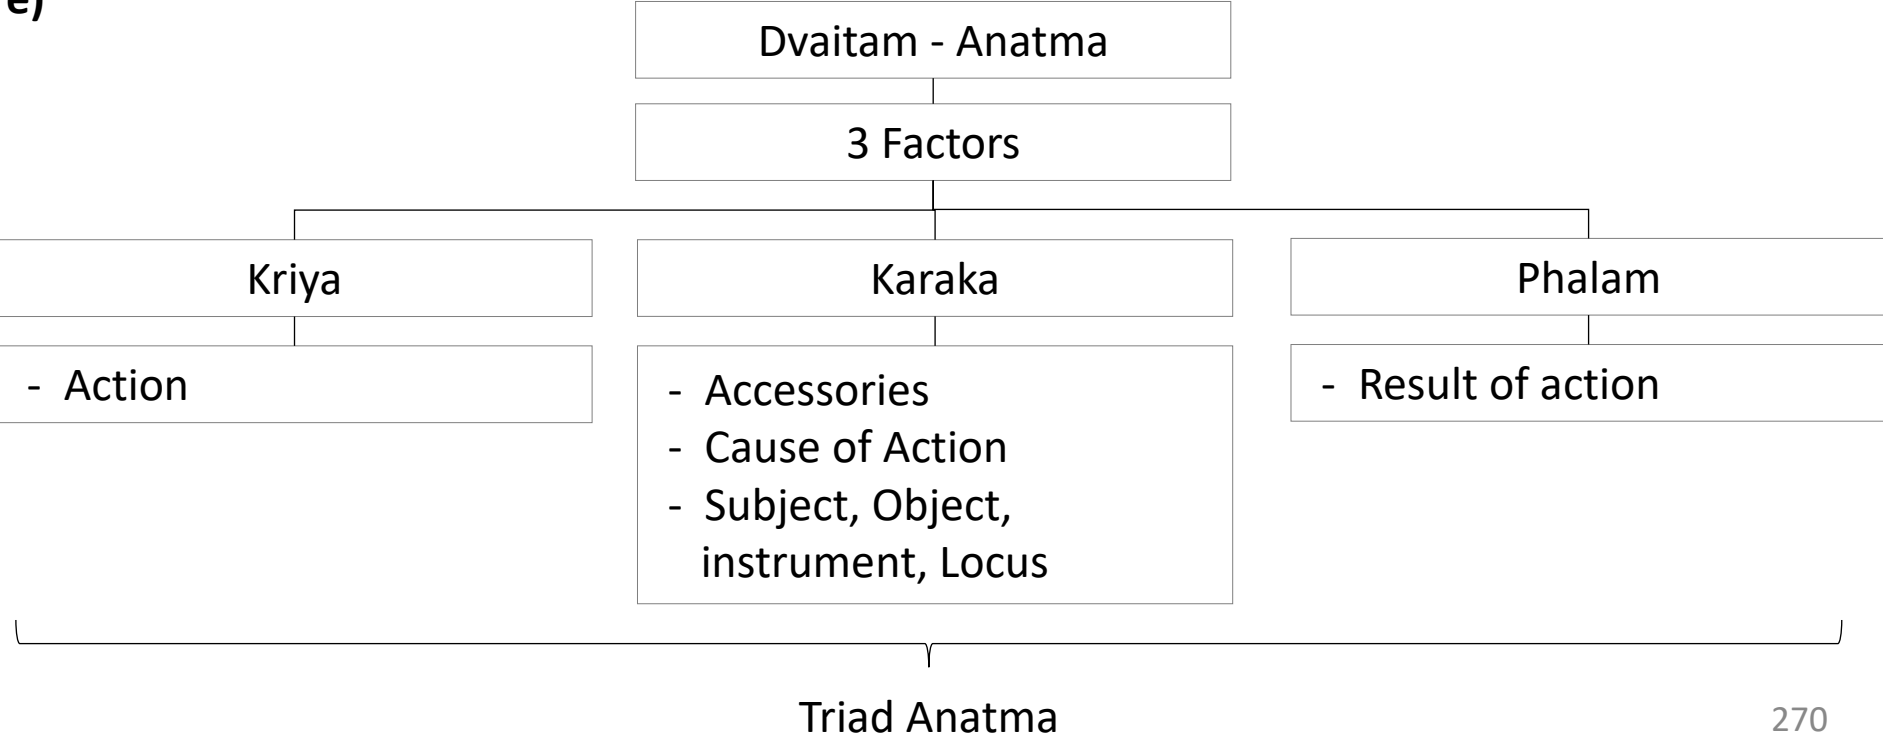 e)
Dvaitam - Anatma
3 Factors
Kriya
Karaka
Phalam
- Action
- Accessories
- Cause of Action
- Subject, Object,
instrument, Locus
- Result of action
Triad Anatma
270